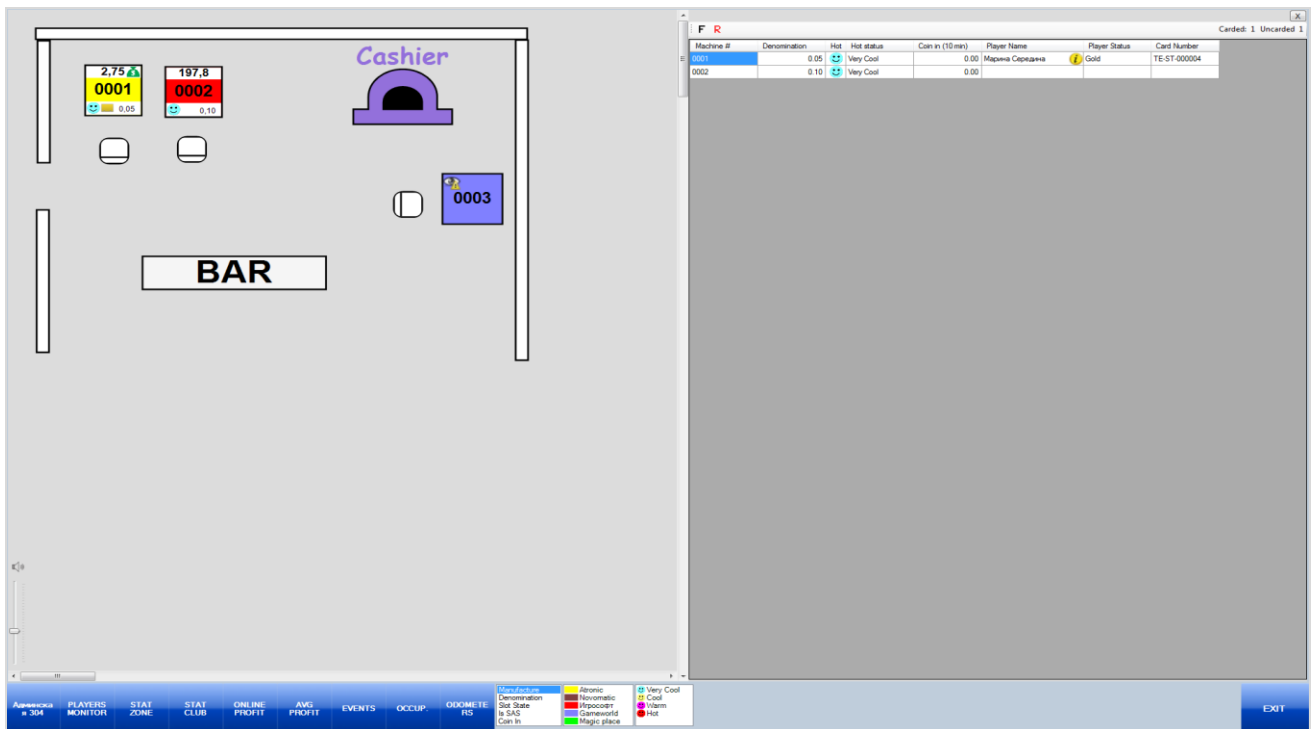 X
F R
Carded: 1 Uncarded 1
Machine # Denomination Hot Hot status Coin in (10 min) Player Name Player Status Card Number
0001 0.05 Very Cool 0.00 Марина Середина Gold TE-ST-000004
0002 0.10 Very Cool 0.00
Cashier
2,75 197,8
0001 0002
0,05 0,10
0003
BAR
Админска
я 304
PLAYERS
MONITOR
STAT
ZONE
STAT
CLUB
ONLINE
PROFIT
AVG
PROFIT
EVENTS
OCCUP.
ODOMETE
RS
Manufacture
Denomination
Slot State
Is SAS
Coin In
Atronic
Novomatic
Игрософт
Gameworld
Magic place
Very Cool
Cool
Warm
Hot
EXIT